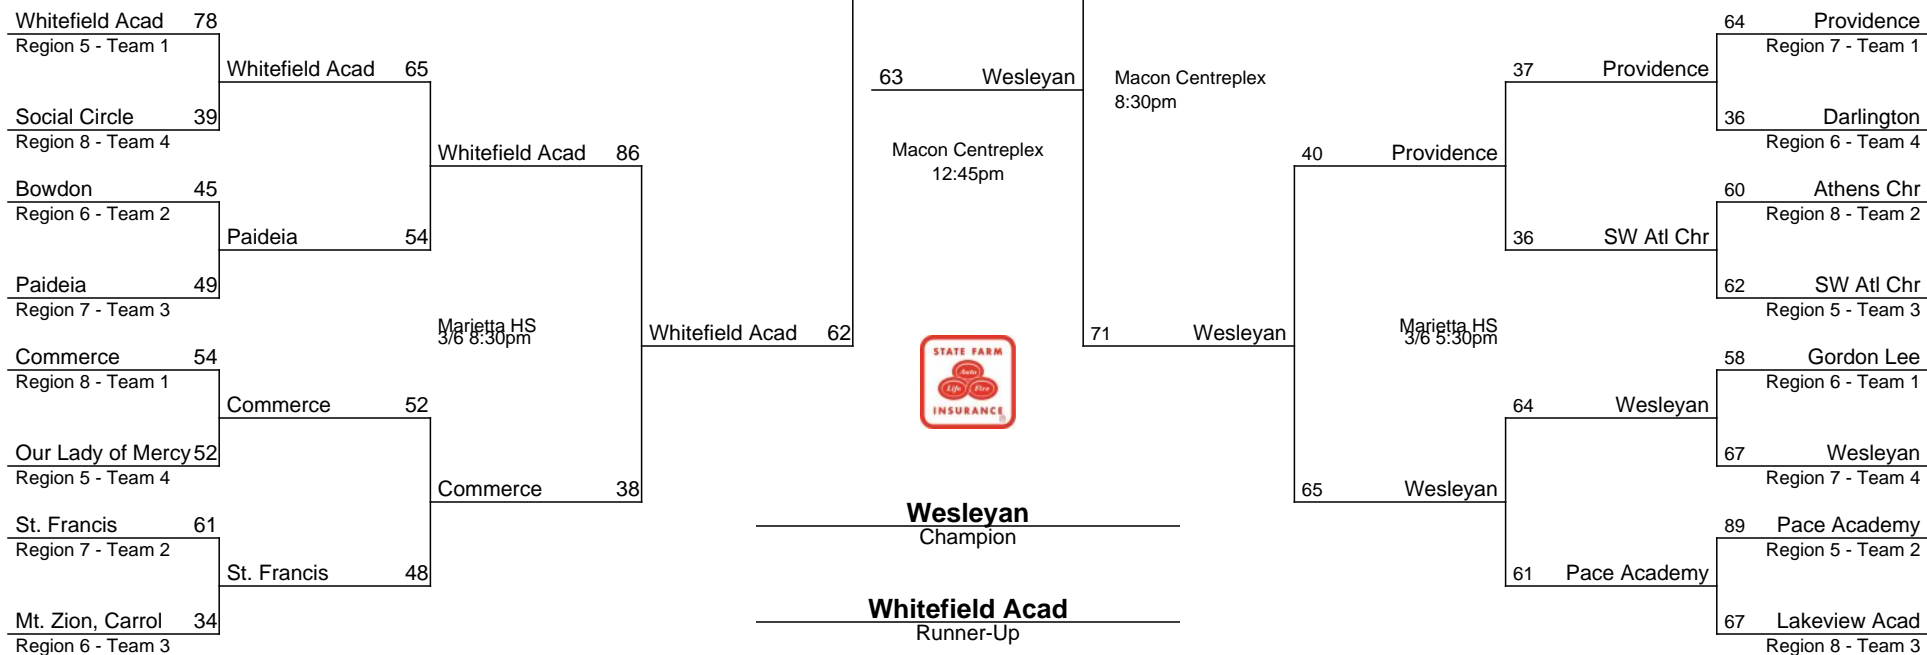 Whitefield Acad 78
Region 5 - Team 1
Social Circle 39
Region 8 - Team 4
Bowdon 45
Region 6 - Team 2
Paideia 49
Region 7 - Team 3
Commerce 54
Region 8 - Team 1
Our Lady of Mercy 52
Region 5 - Team 4
St. Francis 61
Region 7 - Team 2
Mt. Zion, Carrol 34
Region 6 - Team 3
Whitefield Acad 65
Paideia 54
Commerce 52
St. Francis 48
Whitefield Acad 86
Marietta HS
3/6 8:30pm
Commerce 38
Whitefield Acad 62
63 Wesleyan
Macon Centreplex
12:45pm
STATE FARM
Auto
Life Fire
INSURANCE
®
Wesleyan
Champion
Whitefield Acad
Runner-Up
Macon Centreplex
8:30pm
71 Wesleyan
40 Providence
Marietta HS
3/6 5:30pm
65 Wesleyan
37 Providence
36 SW Atl Chr
64 Wesleyan
61 Pace Academy
64 Providence
Region 7 - Team 1
36 Darlington
Region 6 - Team 4
60 Athens Chr
Region 8 - Team 2
62 SW Atl Chr
Region 5 - Team 3
58 Gordon Lee
Region 6 - Team 1
67 Wesleyan
Region 7 - Team 4
89 Pace Academy
Region 5 - Team 2
67 Lakeview Acad
Region 8 - Team 3